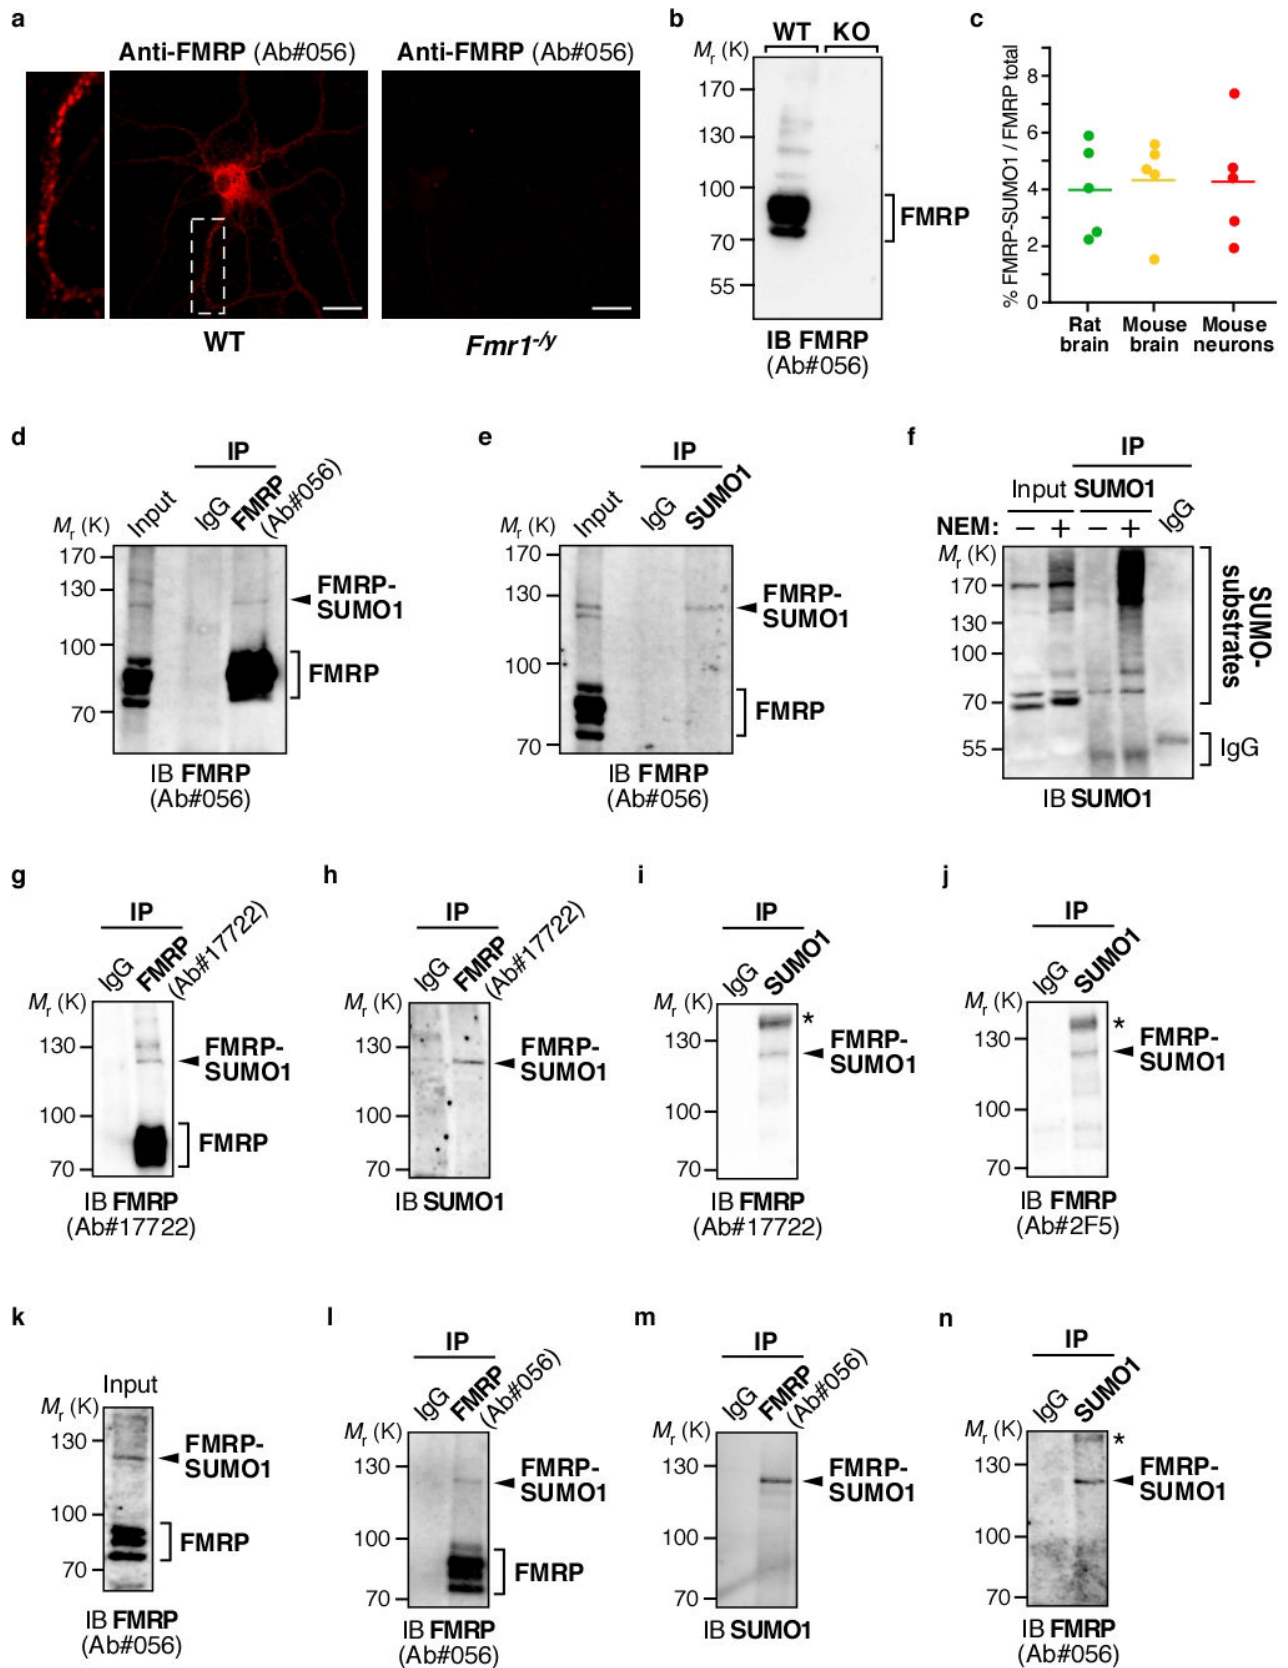 a
Anti-FMRP (Ab#056)
Anti-FMRP (Ab#056)
WT
Fmr1-/y
b
WT KO
Mr (K)
170
130
100
70
55
FMRP
IB FMRP
(Ab#056)
c
% FMRP-SUMO1 / FMRP total
8
6
4
2
0
Rat
brain
Mouse
brain
Mouse
neurons
d
IP
Input
IgG
FMRP
(Ab#056)
Mr (K)
170
130
100
70
FMRP-
SUMO1
FMRP
IB FMRP
(Ab#056)
e
IP
Input
IgG
SUMO1
Mr (K)
170
130
100
70
FMRP-
SUMO1
FMRP
IB FMRP
(Ab#056)
f
IP
Input SUMO1
IgG
NEM: – + – +
Mr (K)
170
130
100
70
55
SUMO-
substrates
IgG
IB SUMO1
g
IP
IgG
FMRP
(Ab#17722)
Mr (K)
130
100
70
FMRP-
SUMO1
FMRP
IB FMRP
(Ab#17722)
h
IP
IgG
FMRP
(Ab#17722)
Mr (K)
130
100
70
FMRP-
SUMO1
IB SUMO1
i
IP
IgG
SUMO1
Mr (K)
130
100
70
*
FMRP-
SUMO1
IB FMRP
(Ab#17722)
j
IP
IgG
SUMO1
Mr (K)
130
100
70
*
FMRP-
SUMO1
IB FMRP
(Ab#2F5)
k
Input
Mr (K)
130
100
70
FMRP-
SUMO1
FMRP
IB FMRP
(Ab#056)
l
IP
IgG
FMRP
(Ab#056)
Mr (K)
130
100
70
FMRP-
SUMO1
FMRP
IB FMRP
(Ab#056)
m
IP
IgG
FMRP
(Ab#056)
Mr (K)
130
100
70
FMRP-
SUMO1
IB SUMO1
n
IP
IgG
SUMO1
Mr (K)
130
100
70
*
FMRP-
SUMO1
IB FMRP
(Ab#056)